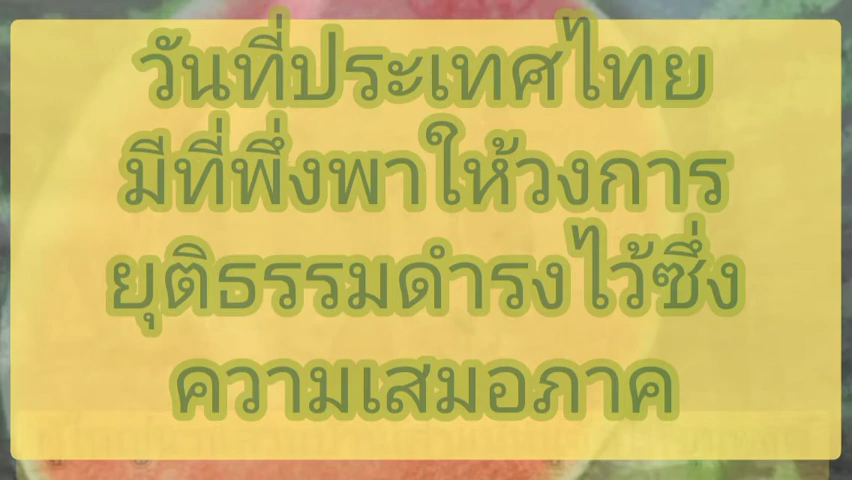 วันที่ประเทศไทย
มีที่พึ่งพาให้วงการ
ยุติธรรมดำรงไว้ซึ่ง
ความเสมอภาค